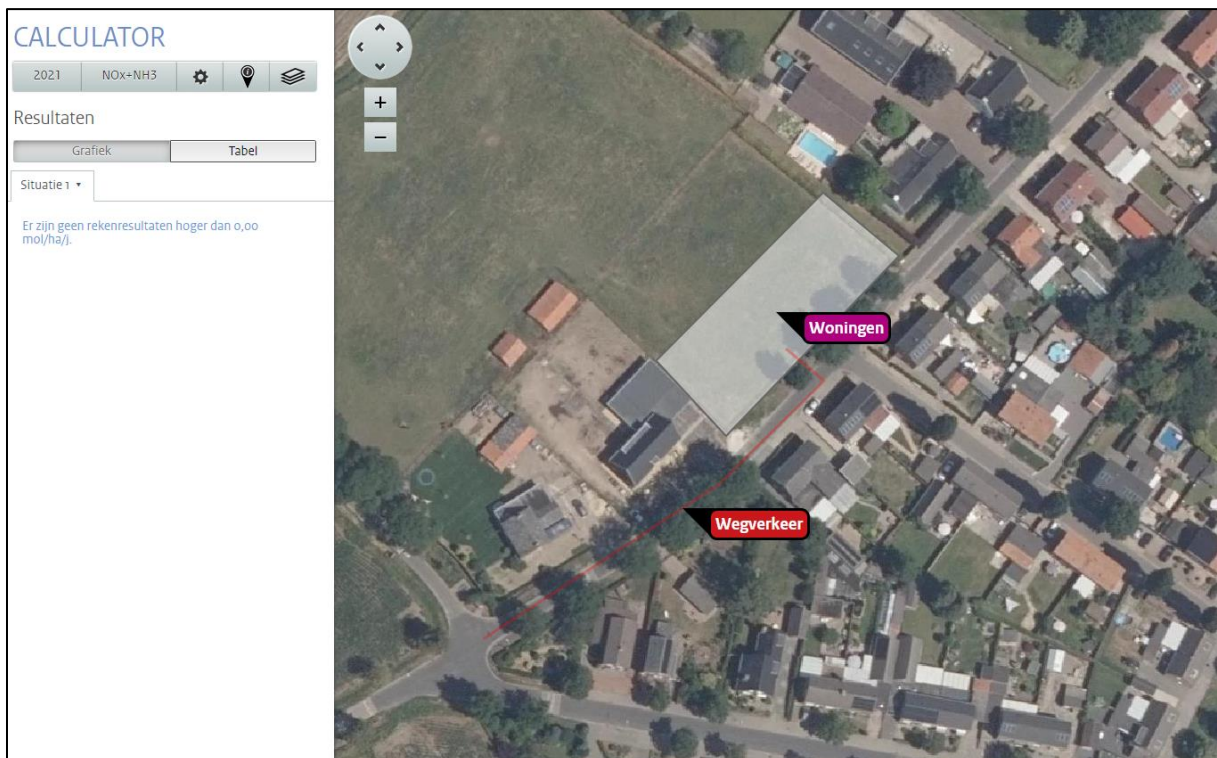 CALCULATOR
2021 NOx+NH3
Resultaten
Grafiek Tabel
Situatie 1 ▾
Er zijn geen rekenresultaten hoger dan 0,00
mol/ha/j.
Woningen
Wegverkeer